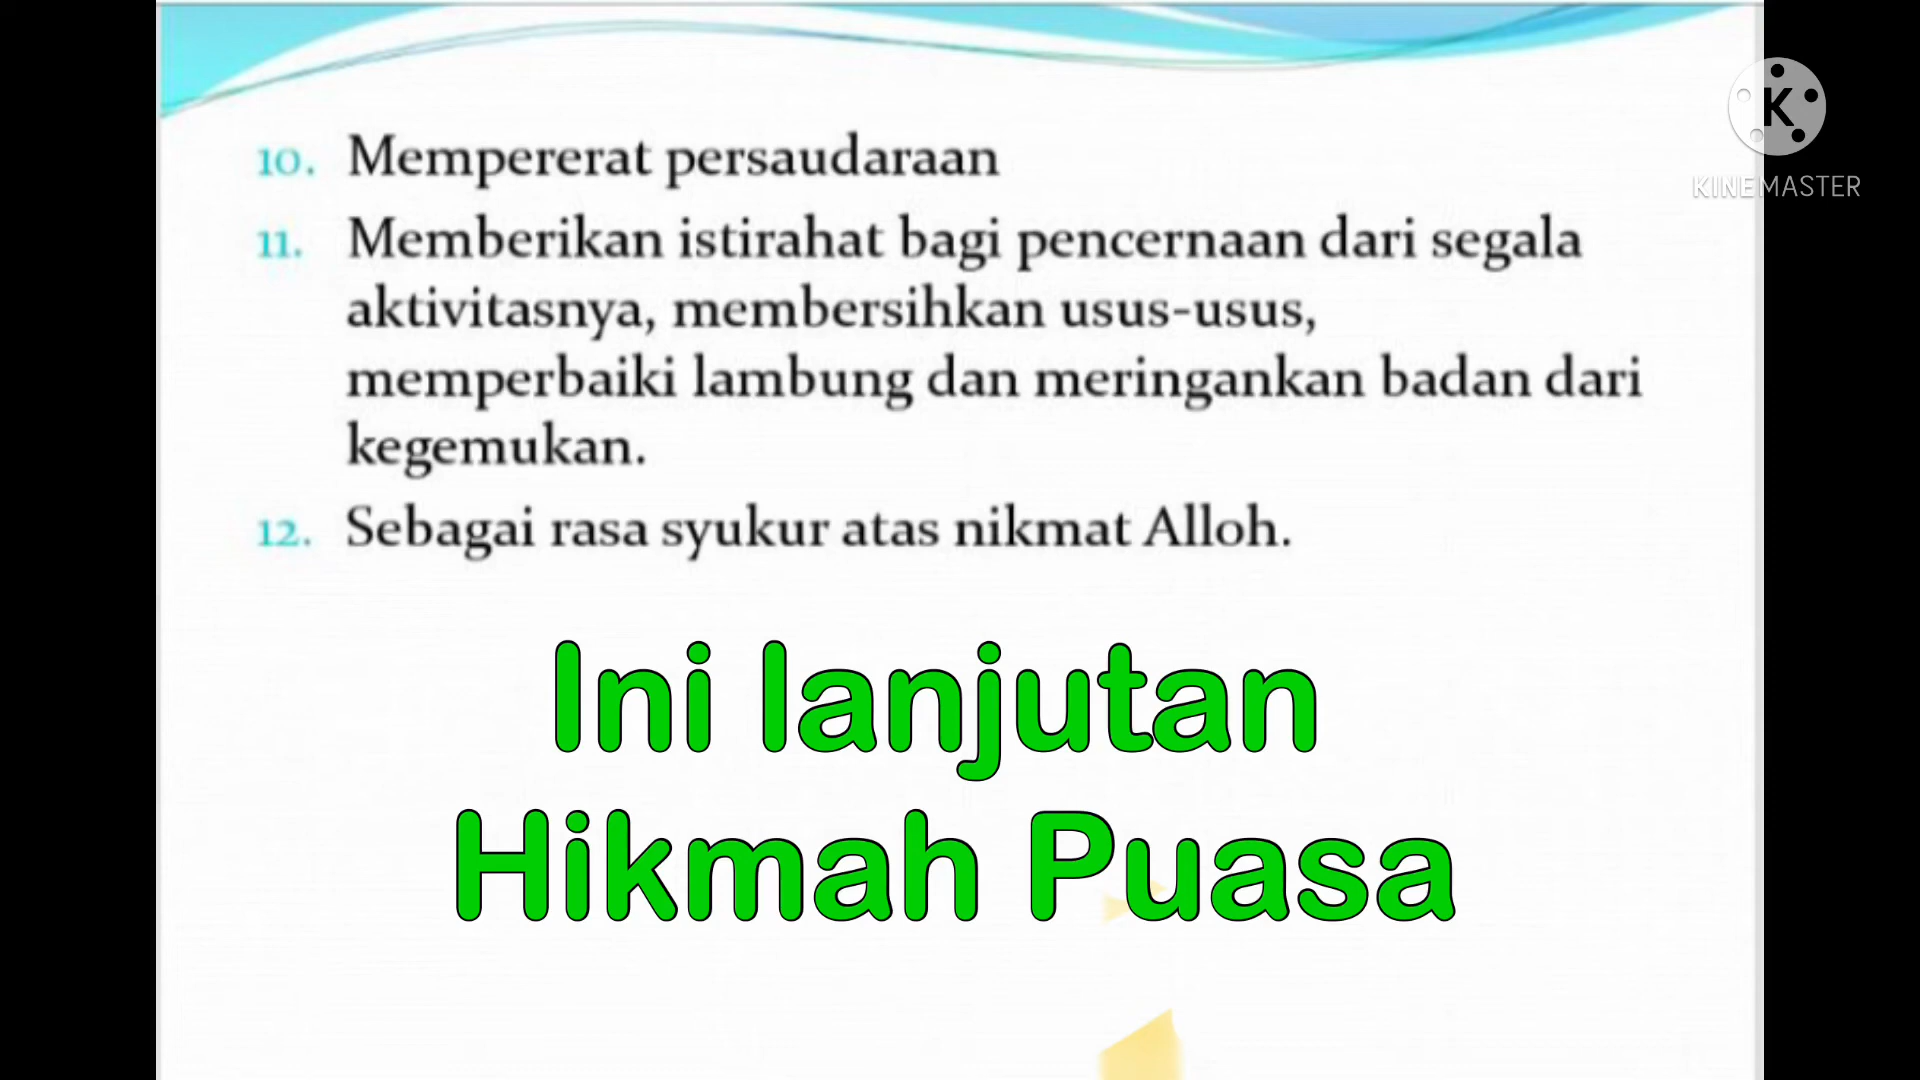 10. Mempererat persaudaraan
11. Memberikan istirahat bagi pencernaan dari segala
aktivitasnya, membersihkan usus-usus,
memperbaiki lambung dan meringankan badan dari
kegemukan.
12. Sebagai rasa syukur atas nikmat Alloh.
Ini lanjutan
Hikmah Puasa
K
KINEMASTER